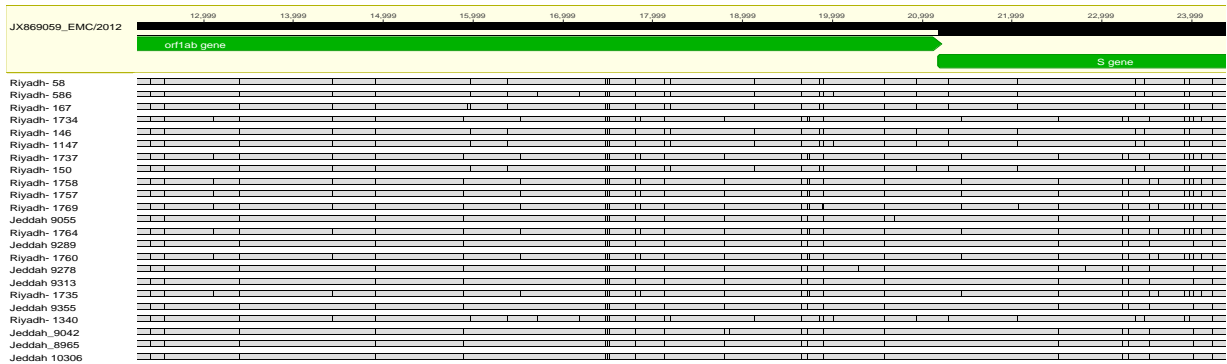 12,999 13,999 14,999 15,999 16,999 17,999 18,999 19,999 20,999 21,999 22,999 23,999
JX869059_EMC/2012
orf1ab gene
S gene
Riyadh- 58
Riyadh- 586
Riyadh- 167
Riyadh- 1734
Riyadh- 146
Riyadh- 1147
Riyadh- 1737
Riyadh- 150
Riyadh- 1758
Riyadh- 1757
Riyadh- 1769
Jeddah 9055
Riyadh- 1764
Jeddah 9289
Riyadh- 1760
Jeddah 9278
Jeddah 9313
Riyadh- 1735
Jeddah 9355
Riyadh- 1340
Jeddah_9042
Jeddah_8965
Jeddah 10306